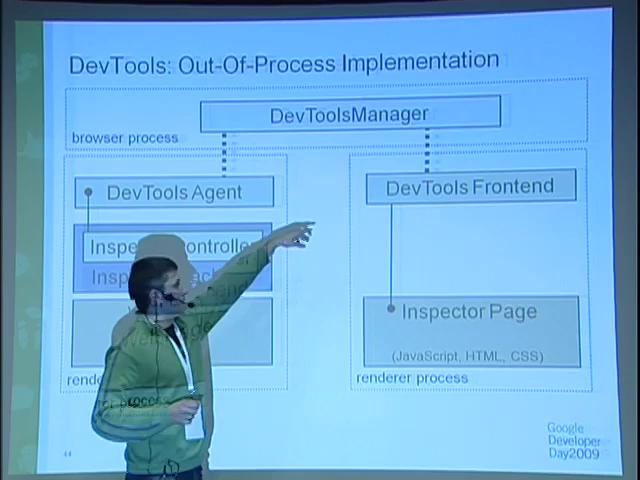 DevTools: Out-Of-Process Implementation
DevToolsManager
browser process
DevTools Agent
DevTools Frontend
Inspector Page
(JavaScript, HTML, CSS)
renderer process
44
Google
Developer
Day2009